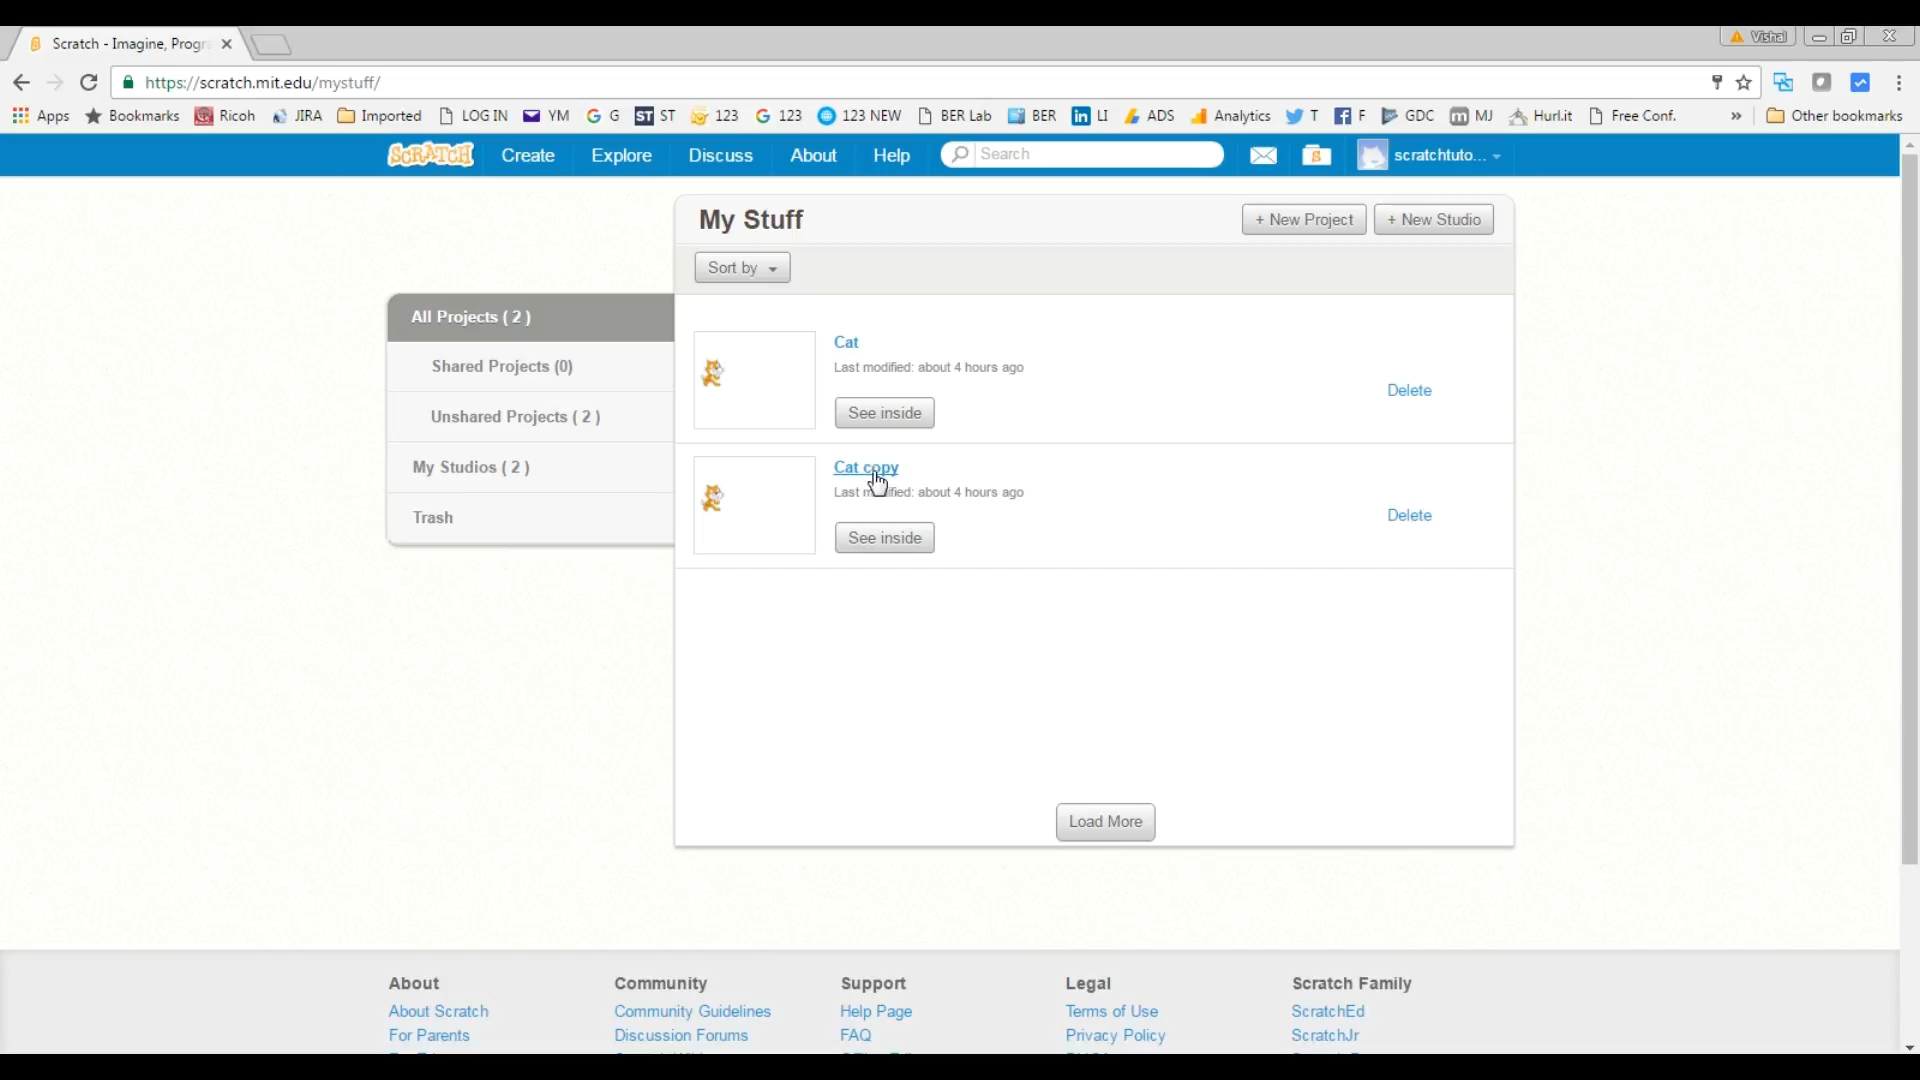 Scratch - Imagine, Progr
Vishal
https://scratch.mit.edu/mystuff/
Apps Bookmarks Ricoh JIRA Imported LOG IN YM G G ST ST 123 G 123 123 NEW BER Lab BER in LI ADS Analytics T F GDC m MJ Hurl.it Free Conf. » Other bookmarks
SCRATCH Create Explore Discuss About Help Search S scratchtuto...
My Stuff + New Project + New Studio
Sort by
All Projects ( 2 )
Shared Projects (0)
Unshared Projects ( 2 )
My Studios ( 2 )
Trash
Cat
Last modified: about 4 hours ago
Delete
See inside
Cat copy
Last modified: about 4 hours ago
Delete
See inside
Load More
About Community Support Legal Scratch Family
About Scratch Community Guidelines Help Page Terms of Use ScratchEd
For Parents Discussion Forums FAQ Privacy Policy ScratchJr